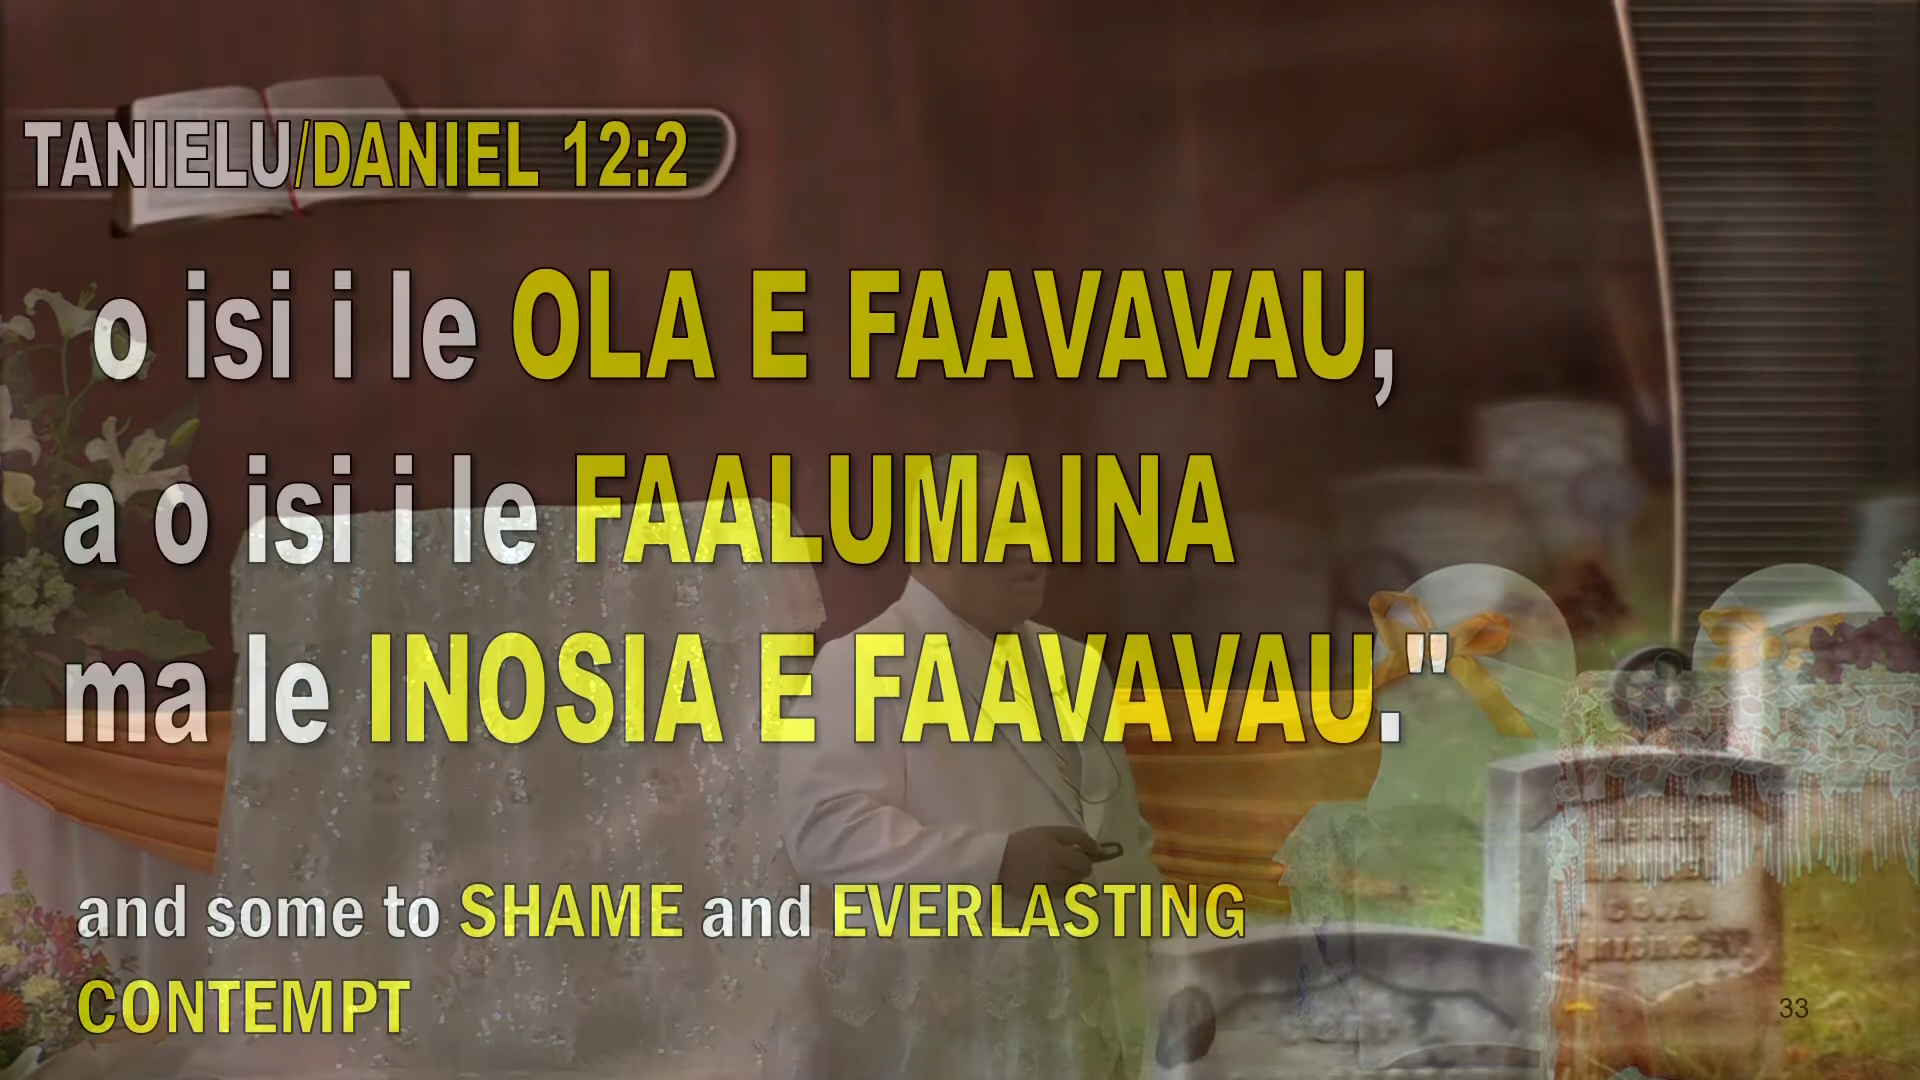 TANIELU/DANIEL 12:2
o isi i le OLA E FAAVAVAU,
a o isi i le FAALUMAINA
ma le INOSIA E FAAVAVAU."
and some to SHAME and EVERLASTING
CONTEMPT
33